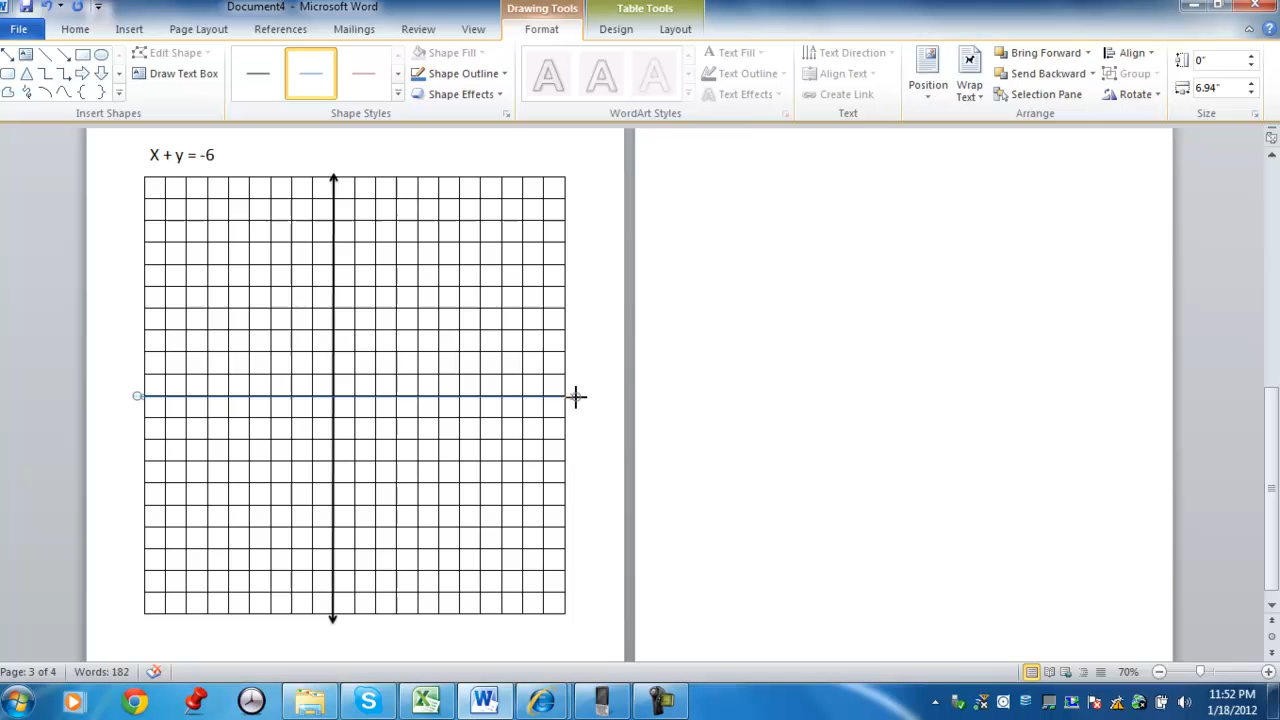 Document4 - Microsoft Word
Drawing Tools
Table Tools
File
Home
Insert
Page Layout
References
Mailings
Review
View
Format
Design
Layout
Edit Shape
Draw Text Box
Insert Shapes
Shape Fill
Shape Outline
Shape Effects
Shape Styles
A A A
Text Fill
Text Outline
Text Effects
WordArt Styles
Text Direction
Align Text
Create Link
Text
Position
Wrap Text
Bring Forward
Send Backward
Selection Pane
Align
Group
Rotate
Arrange
0"
6.94"
Size
X + y = -6
Page: 3 of 4
Words: 182
70%
11:52 PM
1/18/2012